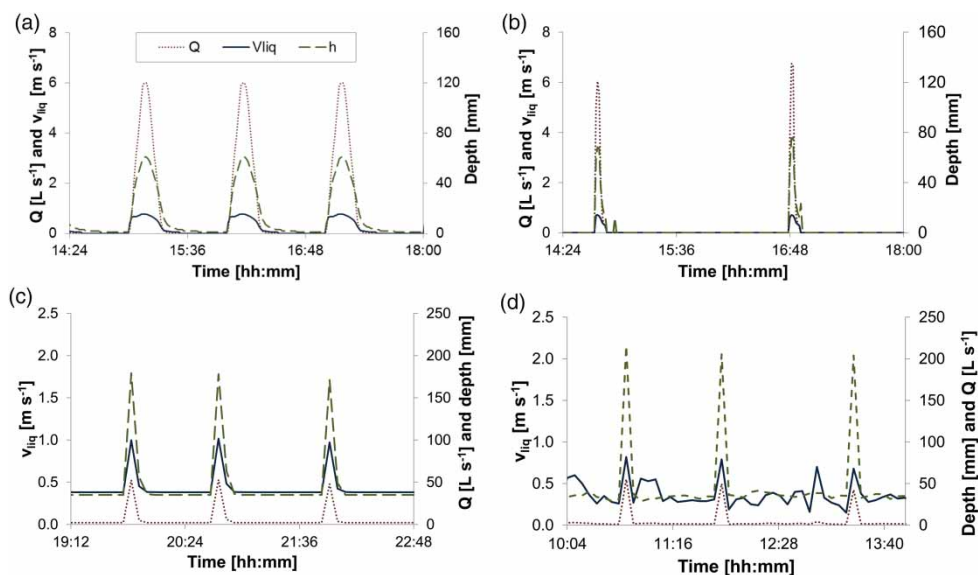 (a)
Q Vliq h
8 6 4 2 0
Q [L s⁻¹] and v_liq [m s⁻¹]
160 120 80 40 0
Depth [mm]
14:24 15:36 16:48 18:00
Time [hh:mm]
(b)
8 6 4 2 0
Q [L s⁻¹] and v_liq [m s⁻¹]
160 120 80 40 0
Depth [mm]
14:24 15:36 16:48 18:00
Time [hh:mm]
(c)
2.5 2.0 1.5 1.0 0.5 0.0
v_liq [m s⁻¹]
250 200 150 100 50 0
Q [L s⁻¹] and depth [mm]
19:12 20:24 21:36 22:48
Time [hh:mm]
(d)
2.5 2.0 1.5 1.0 0.5 0.0
v_liq [m s⁻¹]
250 200 150 100 50 0
Depth [mm] and Q [L s⁻¹]
10:04 11:16 12:28 13:40
Time [hh:mm]